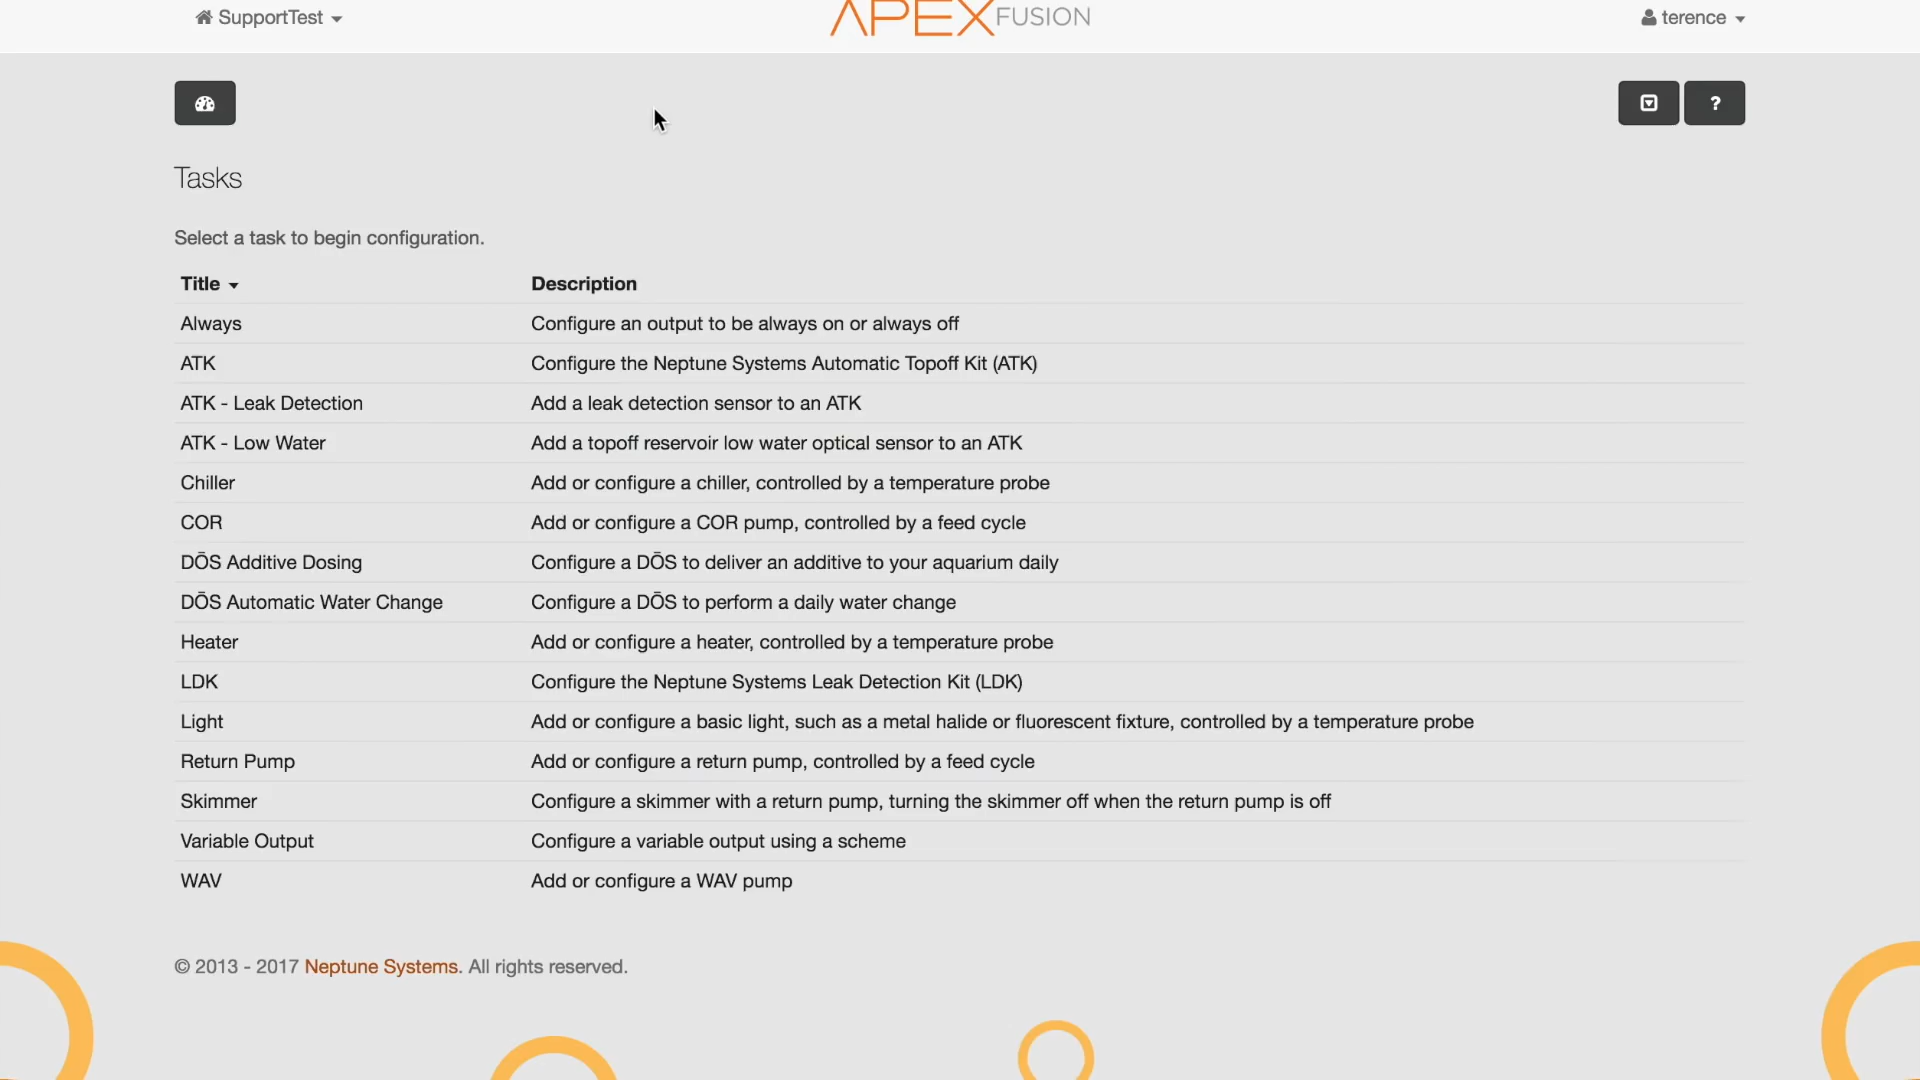 SupportTest
APEX FUSION
terence
?
Tasks
Select a task to begin configuration.
Title Description
Always Configure an output to be always on or always off
ATK Configure the Neptune Systems Automatic Topoff Kit (ATK)
ATK - Leak Detection Add a leak detection sensor to an ATK
ATK - Low Water Add a topoff reservoir low water optical sensor to an ATK
Chiller Add or configure a chiller, controlled by a temperature probe
COR Add or configure a COR pump, controlled by a feed cycle
DŌS Additive Dosing Configure a DŌS to deliver an additive to your aquarium daily
DŌS Automatic Water Change Configure a DŌS to perform a daily water change
Heater Add or configure a heater, controlled by a temperature probe
LDK Configure the Neptune Systems Leak Detection Kit (LDK)
Light Add or configure a basic light, such as a metal halide or fluorescent fixture, controlled by a temperature probe
Return Pump Add or configure a return pump, controlled by a feed cycle
Skimmer Configure a skimmer with a return pump, turning the skimmer off when the return pump is off
Variable Output Configure a variable output using a scheme
WAV Add or configure a WAV pump
© 2013 - 2017 Neptune Systems. All rights reserved.